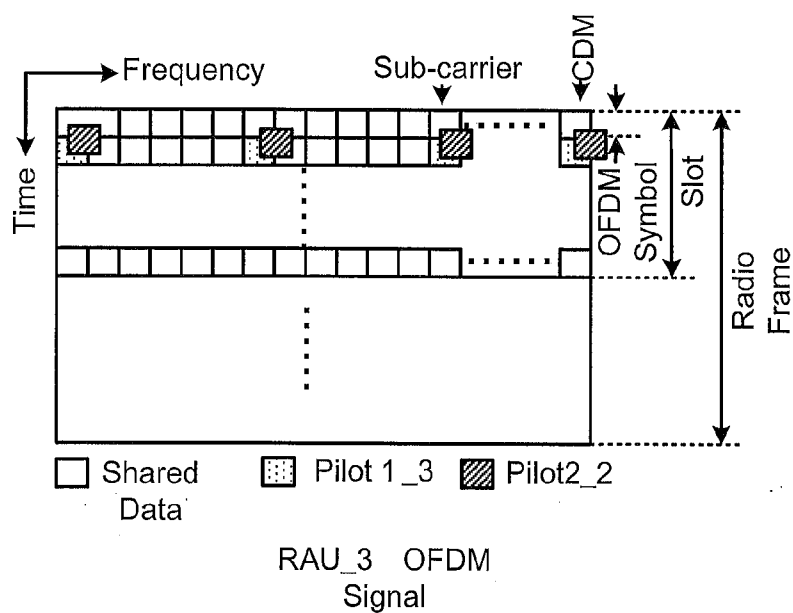 Frequency
Sub-carrier
CDM
Time
OFDM
Symbol
Slot
Radio
Frame
Shared
Data
Pilot 1_3
Pilot2_2
RAU_3 OFDM
Signal